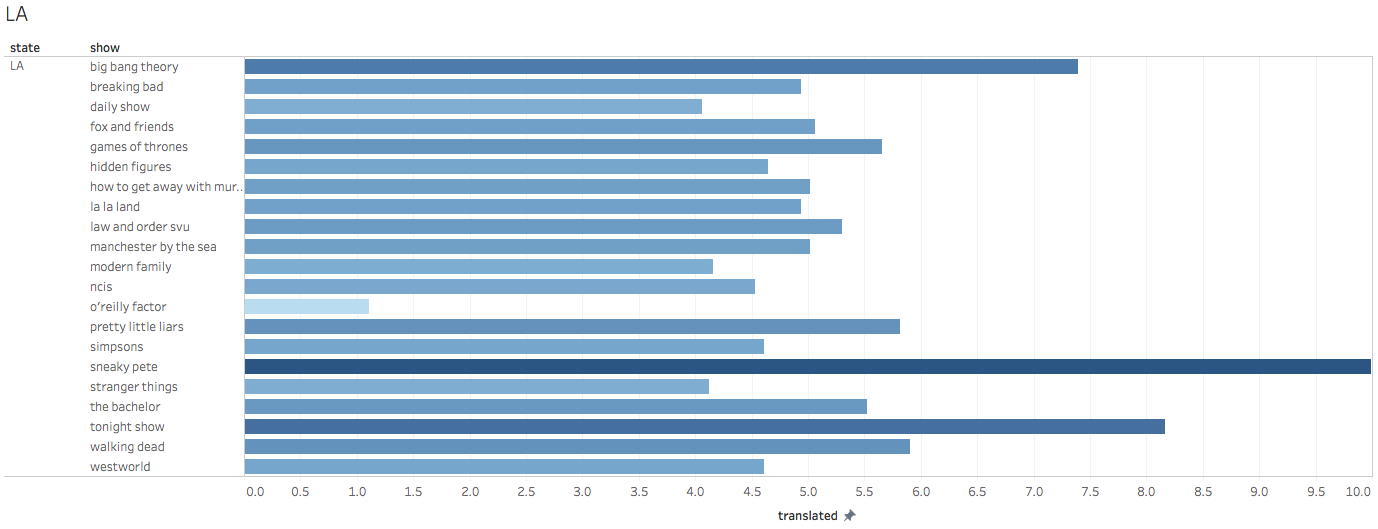 LA
state show
LA big bang theory
breaking bad
daily show
fox and friends
games of thrones
hidden figures
how to get away with mur..
la la land
law and order svu
manchester by the sea
modern family
ncis
o'reilly factor
pretty little liars
simpsons
sneaky pete
stranger things
the bachelor
tonight show
walking dead
westworld
0.0 0.5 1.0 1.5 2.0 2.5 3.0 3.5 4.0 4.5 5.0 5.5 6.0 6.5 7.0 7.5 8.0 8.5 9.0 9.5 10.0
translated